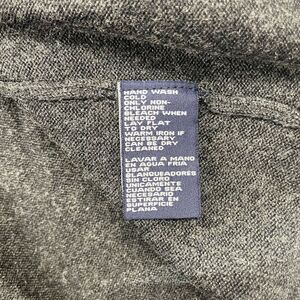 HAND WASH
COLD
ONLY NON-
CHLORINE
BLEACH WHEN
NEEDED
LAY FLAT
TO DRY
WARM IRON IF
NECESSARY
CAN BE DRY
CLEANED
LAVAR A MANO
EN AGUA FRIA
USAR
BLANQUEADORES
SIN CLORO
UNICAMENTE
CUANDO SEA
NECESARIO
ESTIRAR EN
SUPERFICIE
PLANA